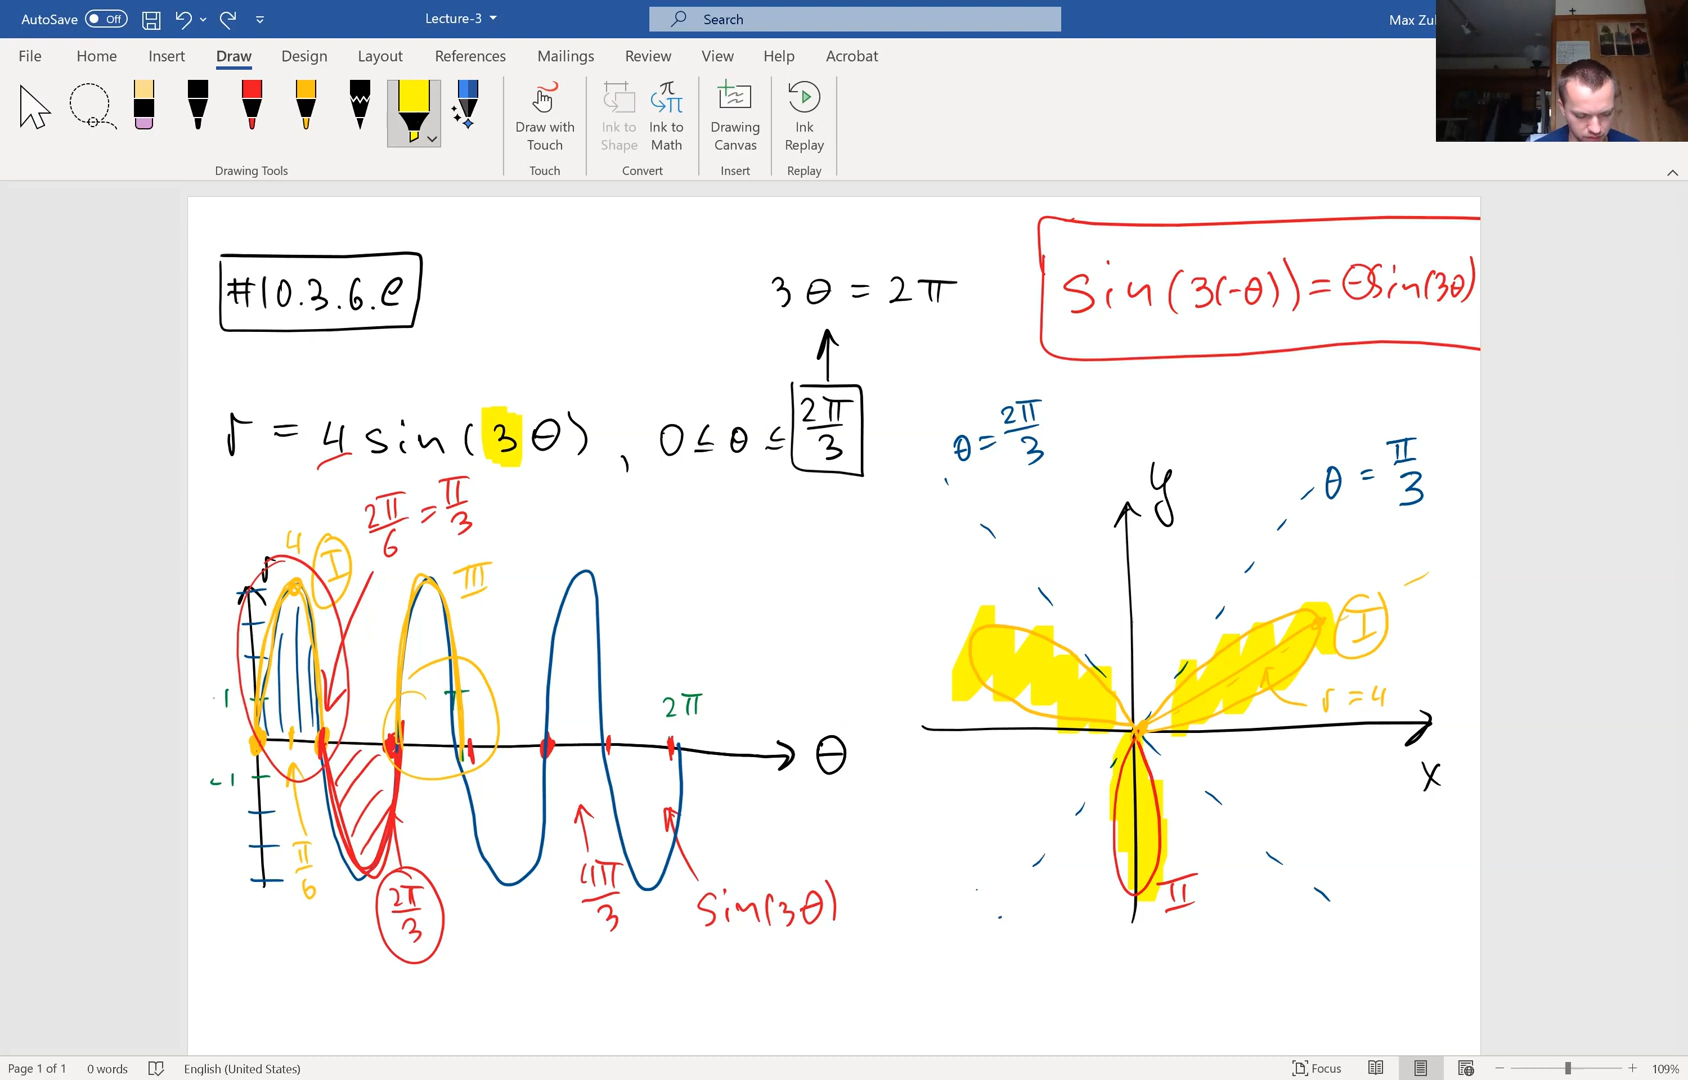 AutoSave Off
Lecture-3
Search
Max Zul
File Home Insert Draw Design Layout References Mailings Review View Help Acrobat
Draw with Touch
Ink to Shape
Ink to Math
Drawing Canvas
Ink Replay
Drawing Tools
Touch
Convert
Insert
Replay
#10.3.6.e
3θ = 2π
sin(3(-θ)) = -sin(3θ)
r = 4 sin(3θ), 0 ≤ θ ≤ 2π/3
θ = 2π/3
θ = π/3
2π/6 = π/3
y
4
I
III
r
I
r = 4
1
π
2π
θ
x
-1
π/6
2π/3
4π/3
sin(3θ)
II
Page 1 of 1
0 words
English (United States)
Focus
109%